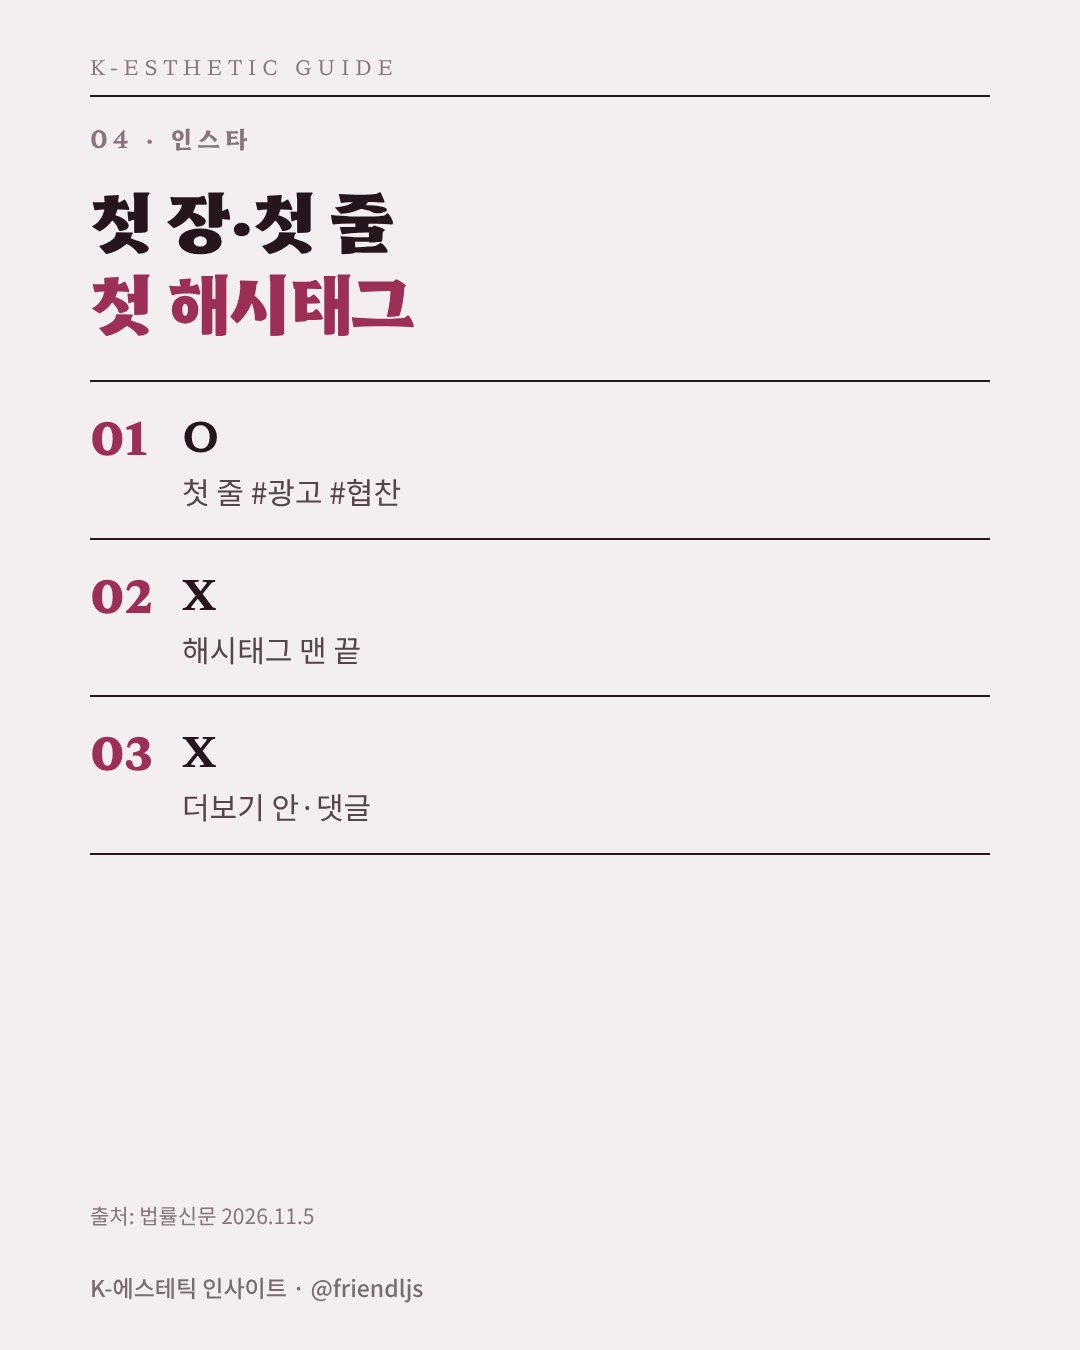 K-ESTHETIC GUIDE
04 · 인스타
첫 장·첫 줄
첫 해시태그
01 O
첫 줄 #광고 #협찬
02 X
해시태그 맨 끝
03 X
더보기 안·댓글
출처: 법률신문 2026.11.5
K-에스테틱 인사이트 · @friendljs